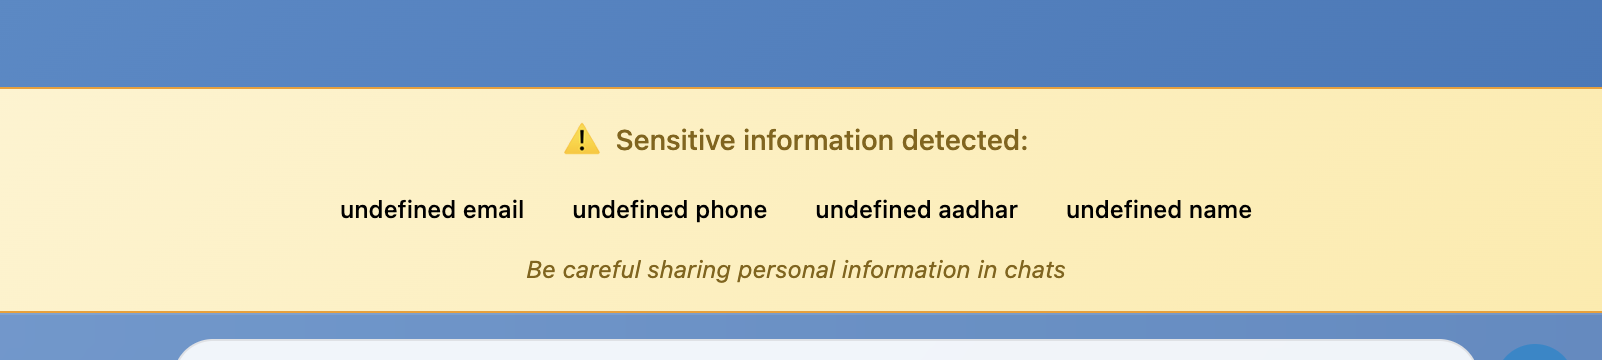 ⚠️ Sensitive information detected:
undefined email undefined phone undefined aadhar undefined name
Be careful sharing personal information in chats